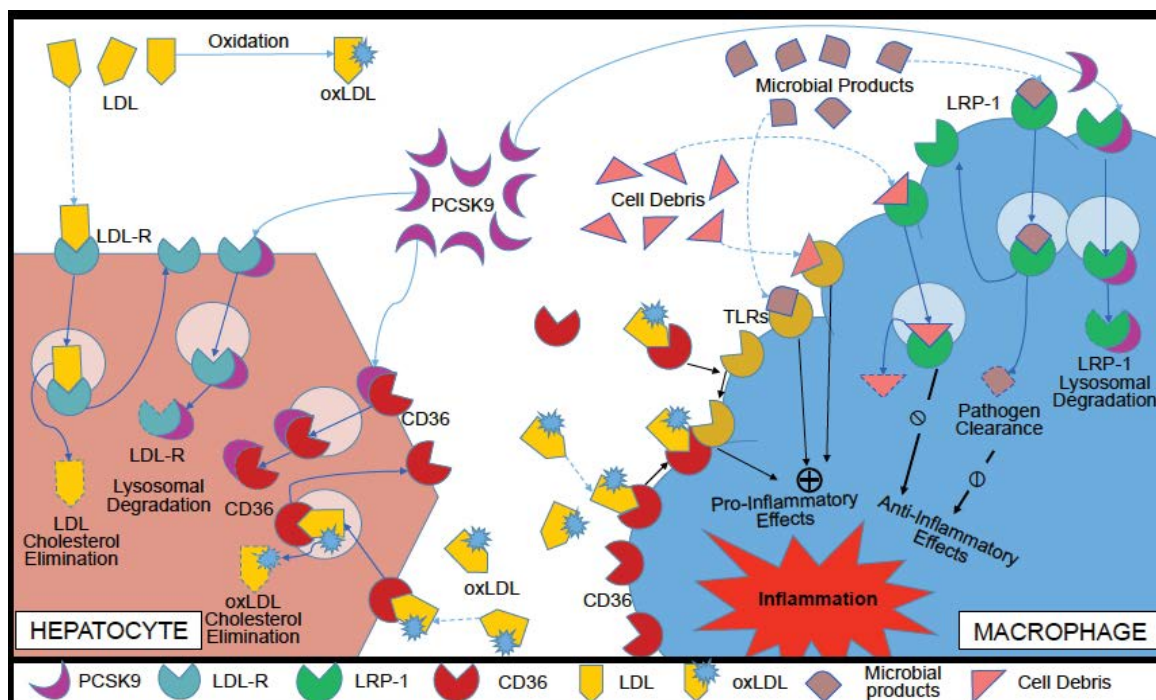 Oxidation
LDL
oxLDL
Microbial Products
LRP-1
Cell Debris
PCSK9
LDL-R
TLRs
CD36
LDL-R
Lysosomal
Degradation
CD36
LDL
Cholesterol
Elimination
oxLDL
Cholesterol
Elimination
oxLDL
CD36
LRP-1
Lysosomal
Degradation
Pathogen
Clearance
Pro-Inflammatory
Effects
Anti-Inflammatory
Effects
Inflammation
HEPATOCYTE
MACROPHAGE
PCSK9
LDL-R
LRP-1
CD36
LDL
oxLDL
Microbial
products
Cell Debris